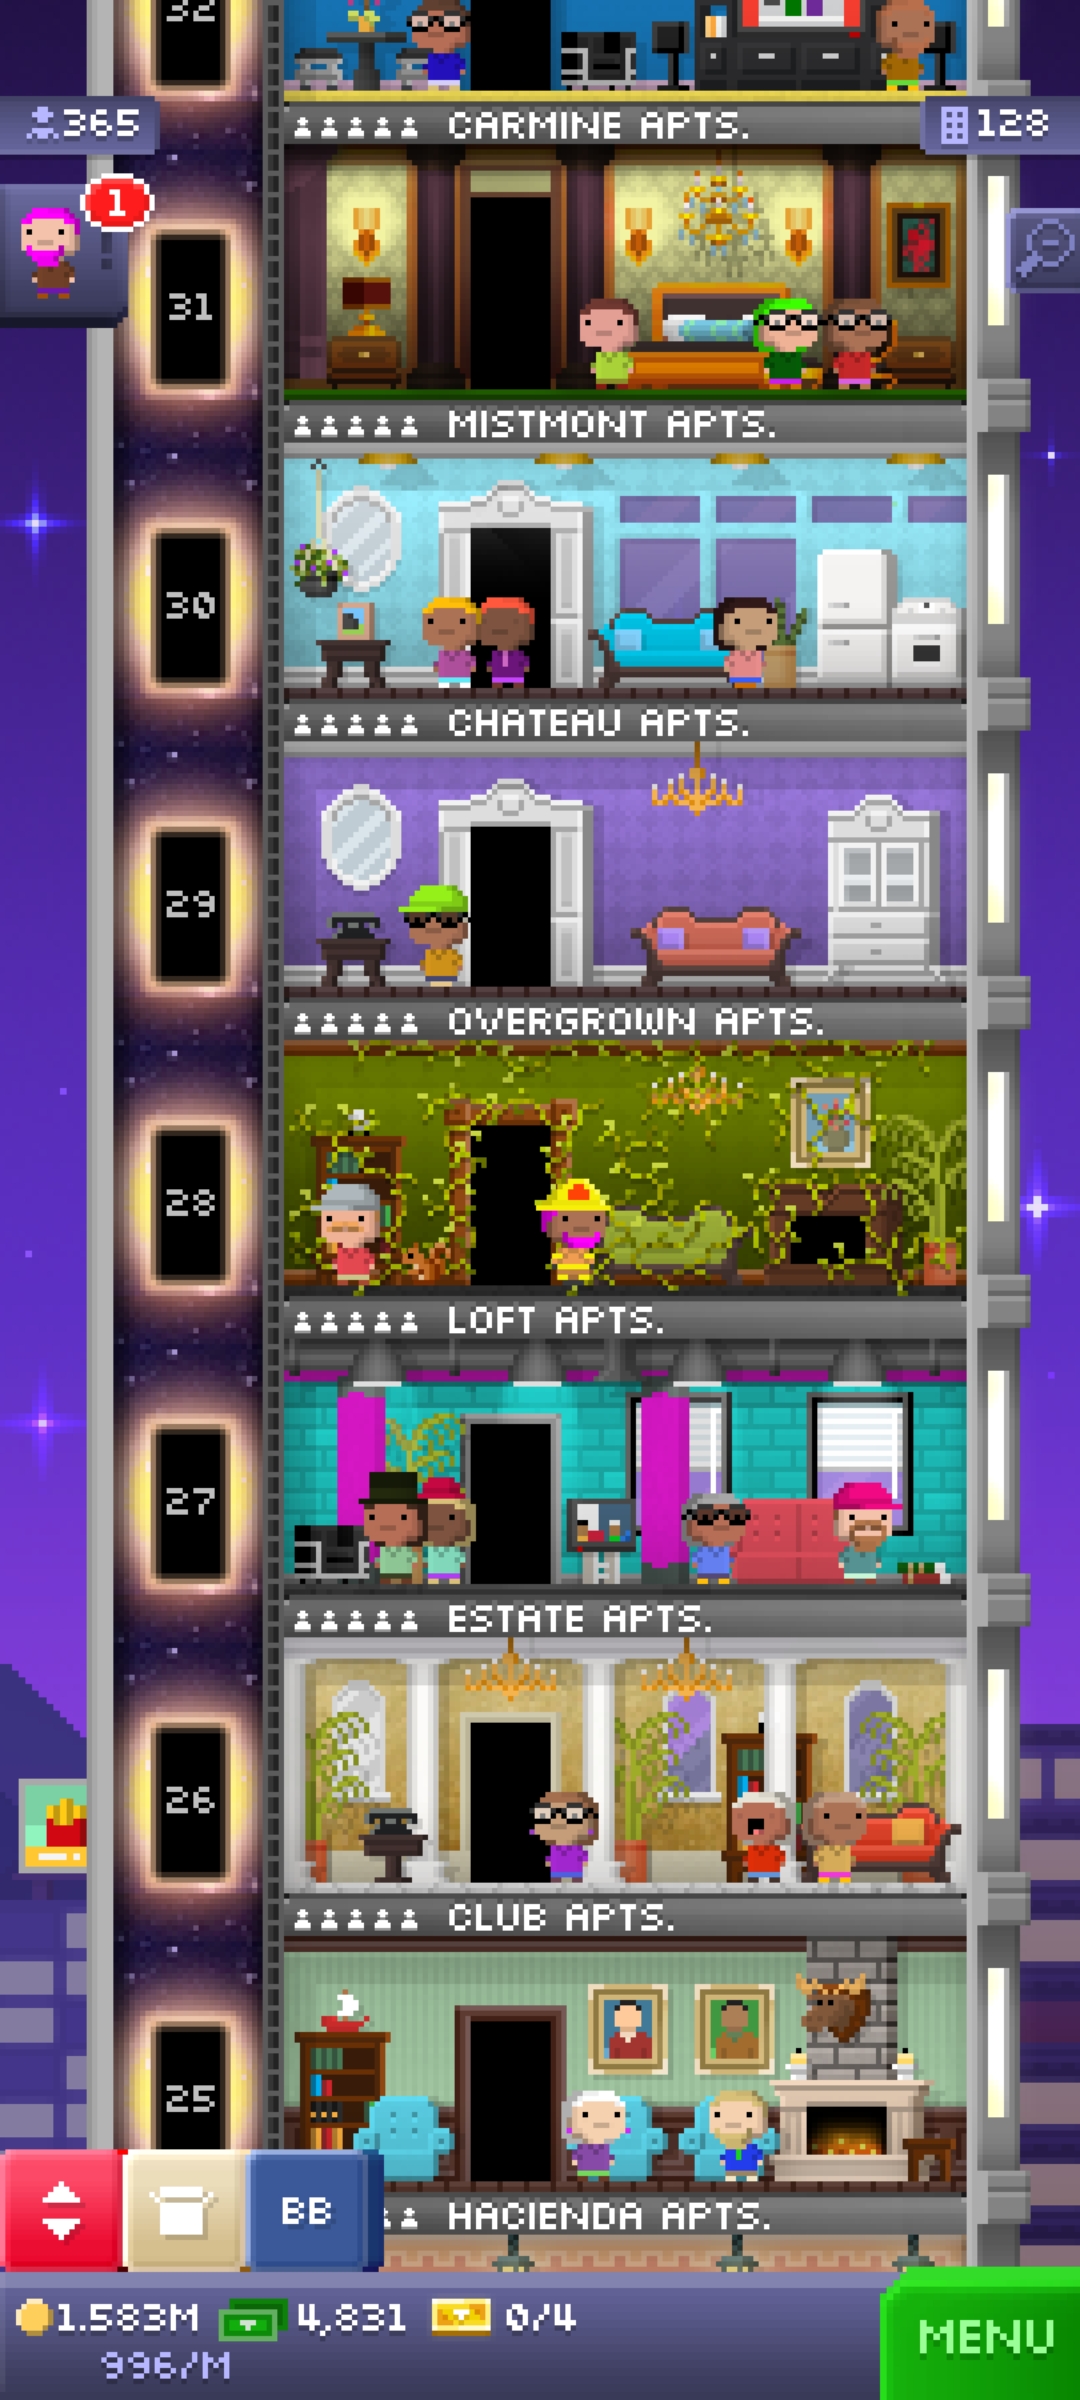 32
365
CARMINE APTS.
128
1
31
MISTMONT APTS.
30
CHATEAU APTS.
29
OVERGROWN APTS.
28
LOFT APTS.
27
ESTATE APTS.
26
CLUB APTS.
25
BB
HACIENDA APTS.
1.583M 4,831 0/4
996/M
MENU